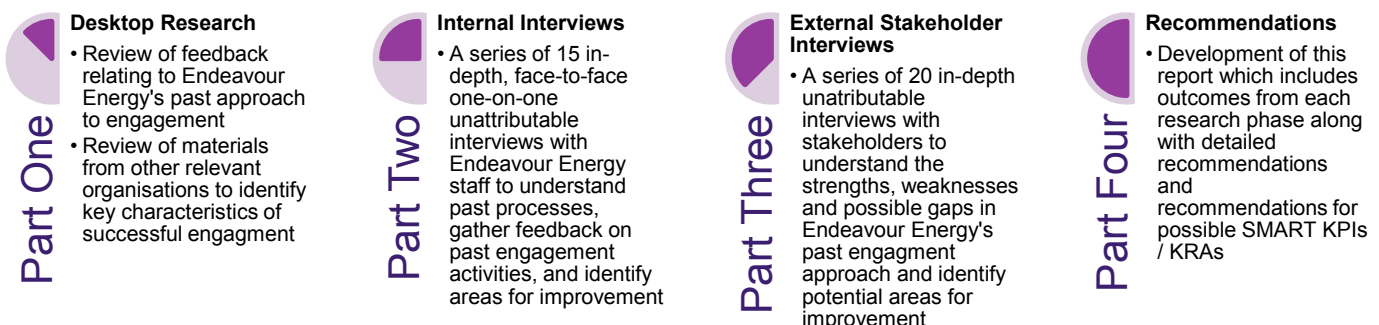 Part One
Desktop Research
• Review of feedback
relating to Endeavour
Energy's past approach
to engagement
• Review of materials
from other relevant
organisations to identify
key characteristics of
successful engagment
Part Two
Internal Interviews
• A series of 15 in-
depth, face-to-face
one-on-one
unattributable
interviews with
Endeavour Energy
staff to understand
past processes,
gather feedback on
past engagement
activities, and identify
areas for improvement
Part Three
External Stakeholder
Interviews
• A series of 20 in-depth
unatributable
interviews with
stakeholders to
understand the
strengths, weaknesses
and possible gaps in
Endeavour Energy's
past engagment
approach and identify
potential areas for
improvement
Part Four
Recommendations
• Development of this
report which includes
outcomes from each
research phase along
with detailed
recommendations
and
recommendations for
possible SMART KPIs
/ KRAs